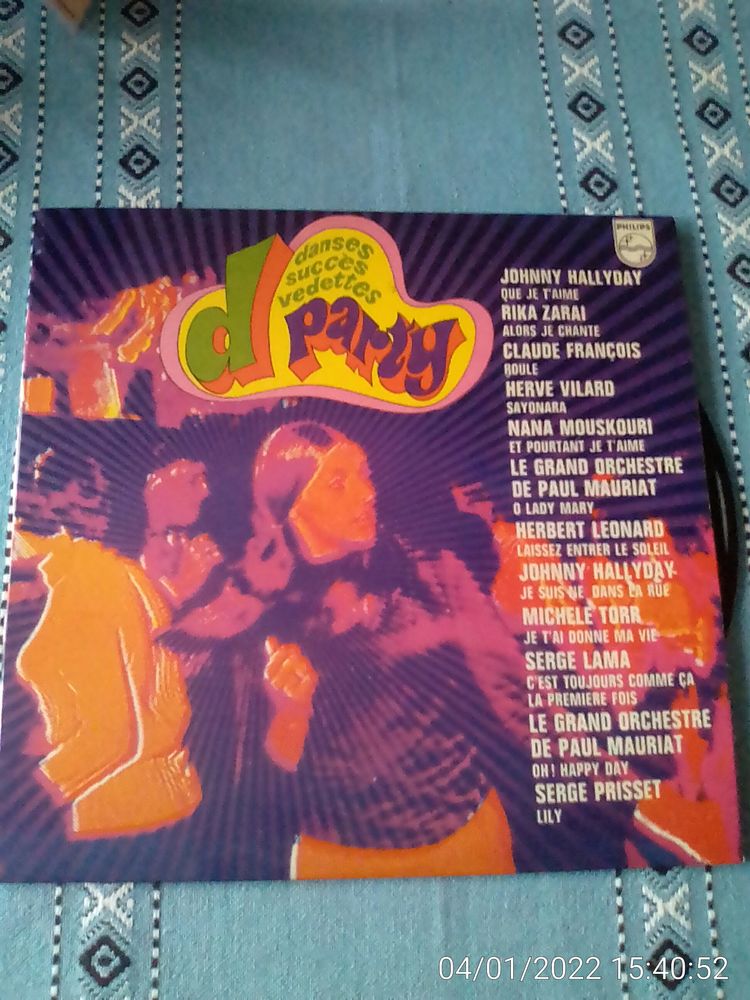 danses
succès
vedettes
d party
PHILIPS
JOHNNY HALLYDAY
QUE JE T'AIME
RIKA ZARAI
ALORS JE CHANTE
CLAUDE FRANÇOIS
ROULE
HERVE VILARD
SAYONARA
NANA MOUSKOURI
ET POURTANT JE T'AIME
LE GRAND ORCHESTRE
DE PAUL MAURIAT
O LADY MARY
HERBERT LEONARD
LAISSEZ ENTRER LE SOLEIL
JOHNNY HALLYDAY
JE SUIS NE DANS LA RUE
MICHELE TORR
JE T'AI DONNE MA VIE
SERGE LAMA
C'EST TOUJOURS COMME ÇA
LA PREMIERE FOIS
LE GRAND ORCHESTRE
DE PAUL MAURIAT
OH! HAPPY DAY
SERGE PRISSET
LILY
04/01/2022 15:40:52